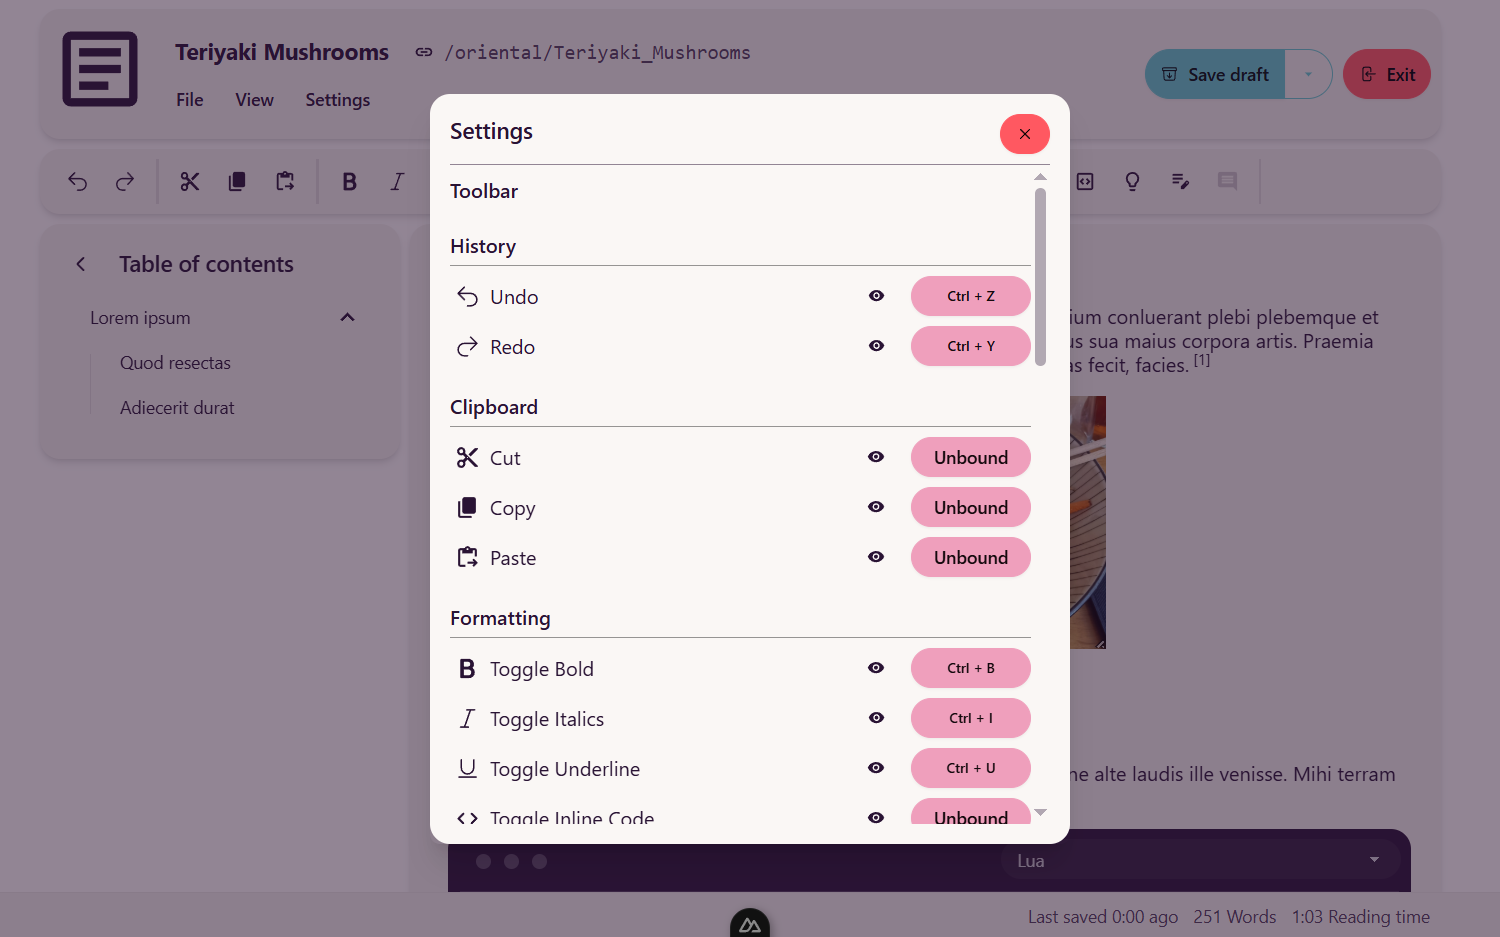 Teriyaki Mushrooms
/oriental/Teriyaki_Mushrooms
File View Settings
Save draft
Exit
Settings
Toolbar
History
Undo
Ctrl + Z
Redo
Ctrl + Y
Clipboard
Cut
Unbound
Copy
Unbound
Paste
Unbound
Formatting
Toggle Bold
Ctrl + B
Toggle Italics
Ctrl + I
Toggle Underline
Ctrl + U
Toggle Inline Code
Unbound
Table of contents
Lorem ipsum
Quod resectas
Adiecerit durat
conluerant plebi plebemque et
sua maius corpora artis. Praemia
fecit, facies. [1]
alte laudis ille venisse. Mihi terram
Lua
Last saved 0:00 ago 251 Words 1:03 Reading time